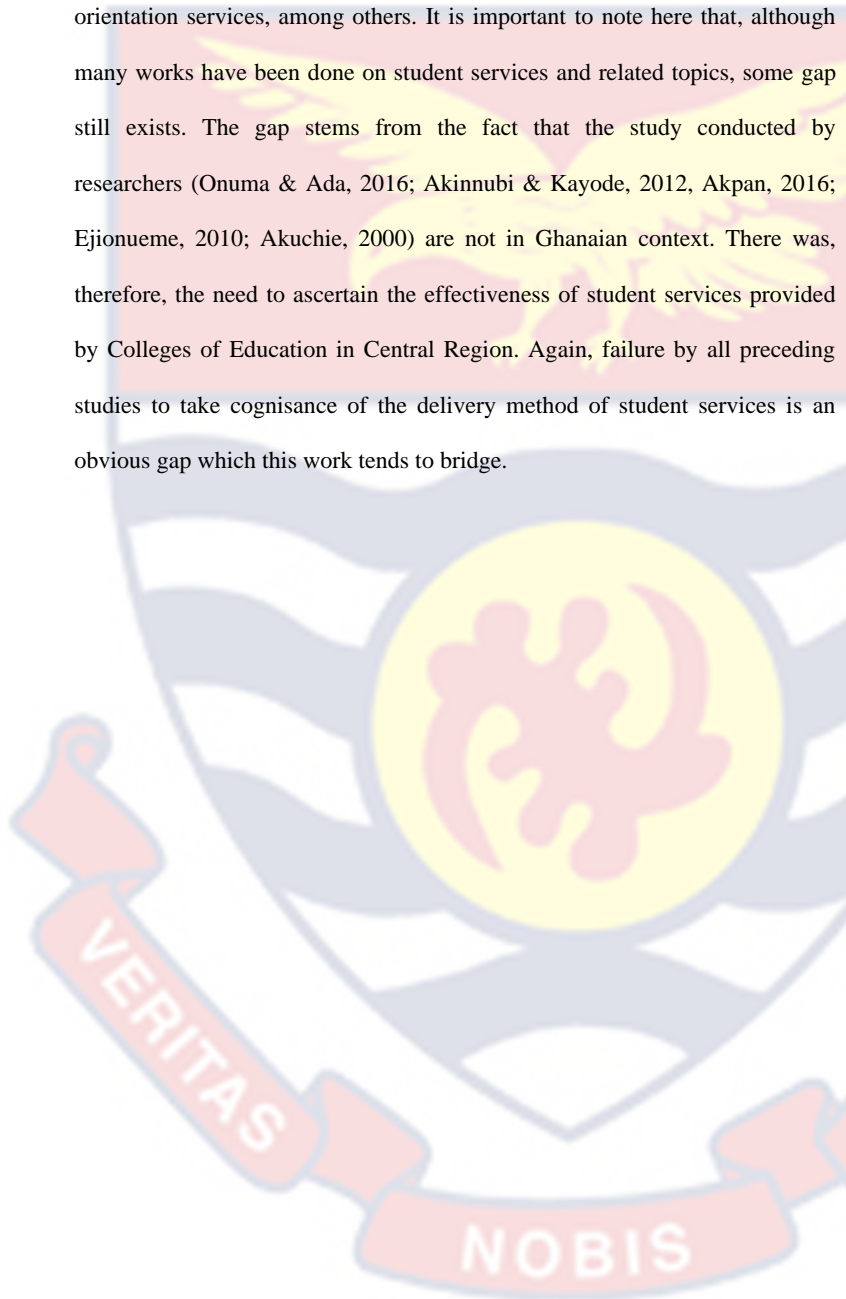 orientation services, among others. It is important to note here that, although
many works have been done on student services and related topics, some gap
still exists. The gap stems from the fact that the study conducted by
researchers (Onuma & Ada, 2016; Akinnubi & Kayode, 2012, Akpan, 2016;
Ejionueme, 2010; Akuchie, 2000) are not in Ghanaian context. There was,
therefore, the need to ascertain the effectiveness of student services provided
by Colleges of Education in Central Region. Again, failure by all preceding
studies to take cognisance of the delivery method of student services is an
obvious gap which this work tends to bridge.
VERITAS
NOBIS